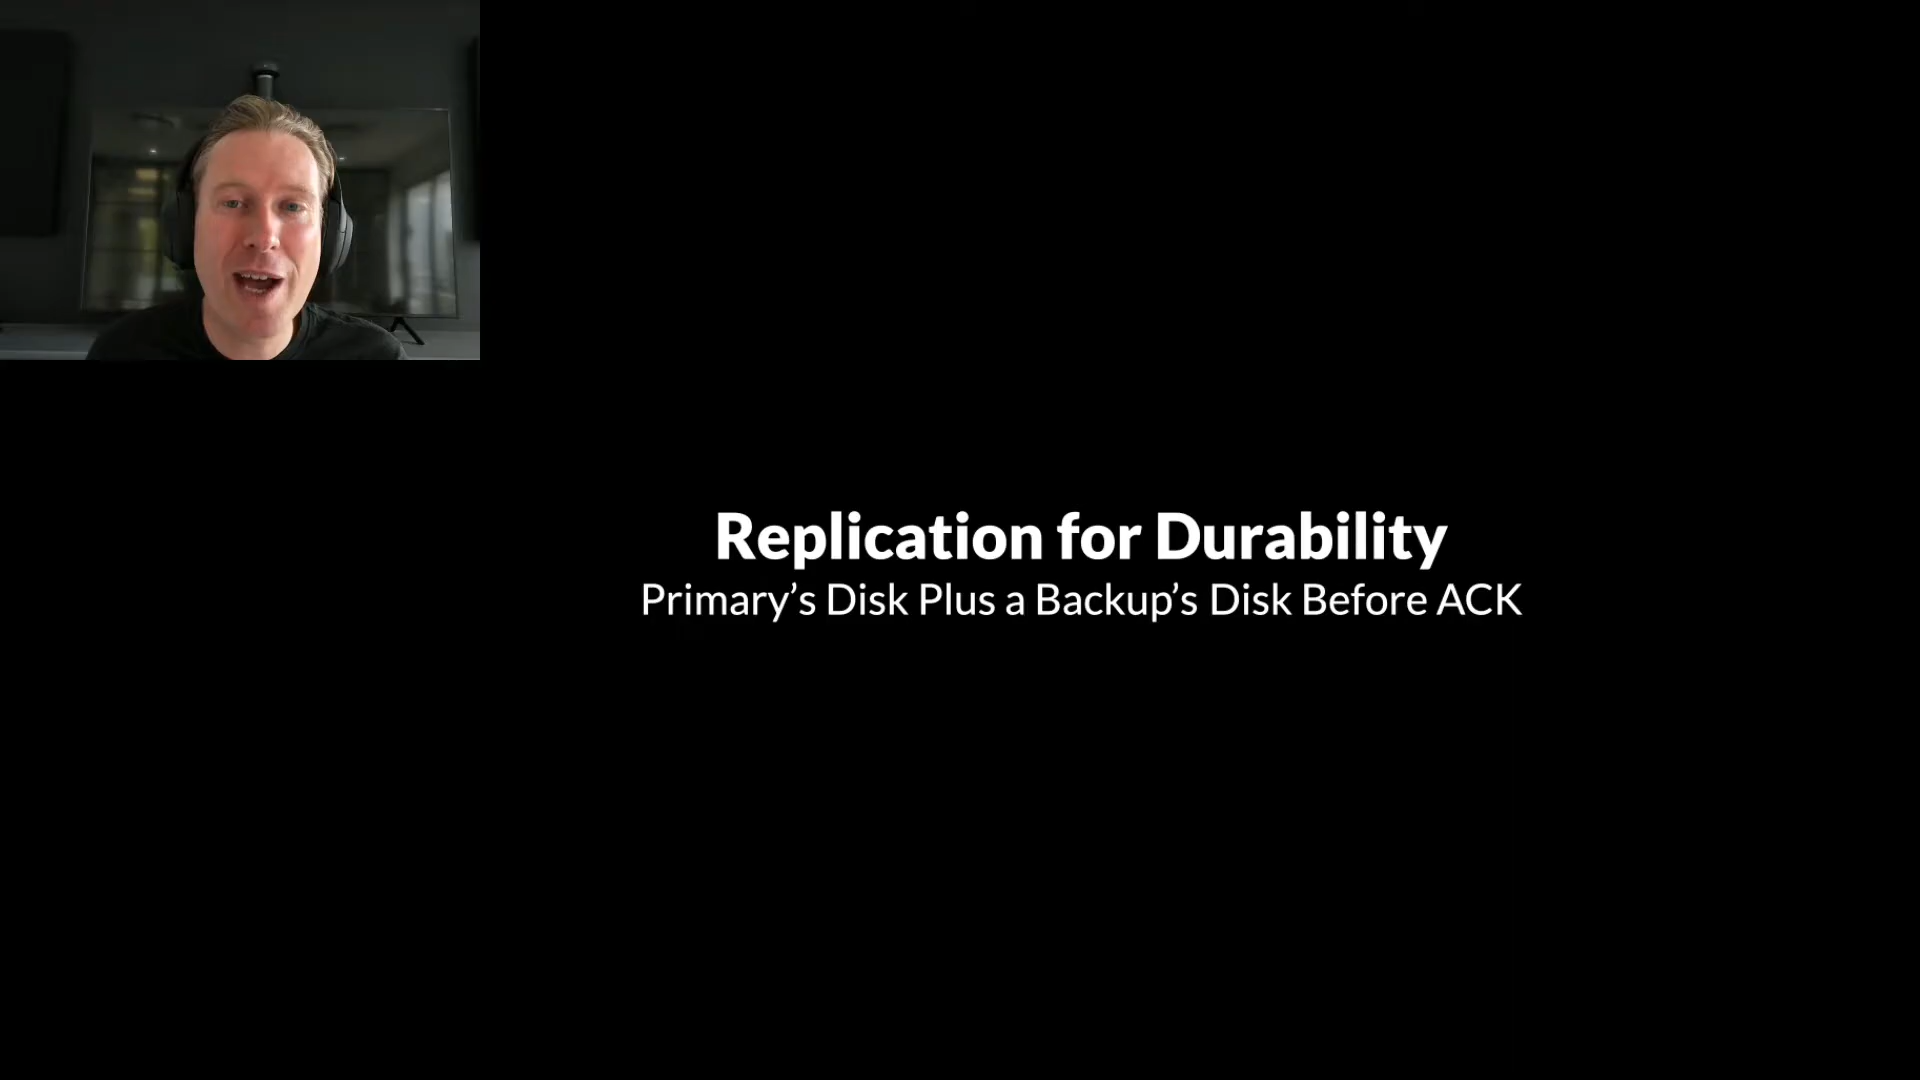 Replication for Durability
Primary’s Disk Plus a Backup’s Disk Before ACK